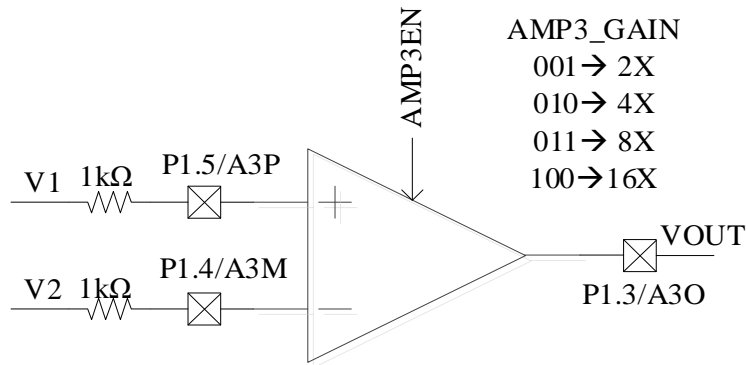 AMP3_GAIN
001→ 2X
010→ 4X
011→ 8X
100→16X
AMP3EN
V1 1kΩ P1.5/A3P
+
V2 1kΩ P1.4/A3M
—
VOUT
P1.3/A3O